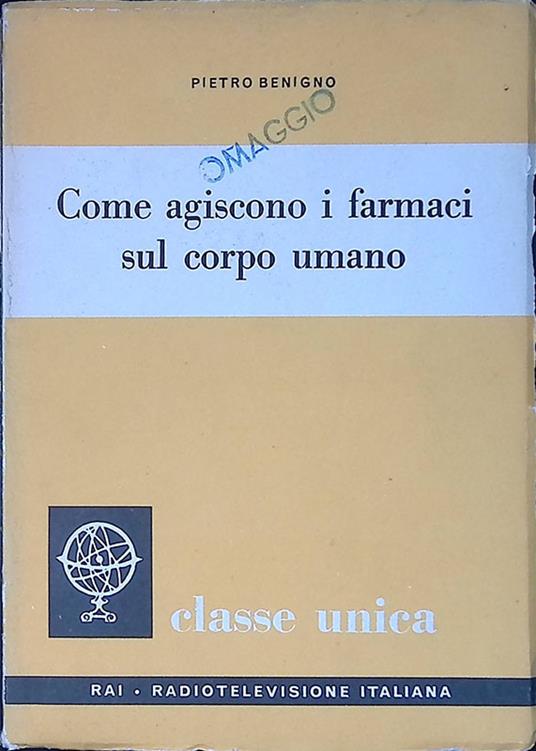 PIETRO BENIGNO
OMAGGIO
Come agiscono i farmaci
sul corpo umano
classe unica
RAI • RADIOTELEVISIONE ITALIANA